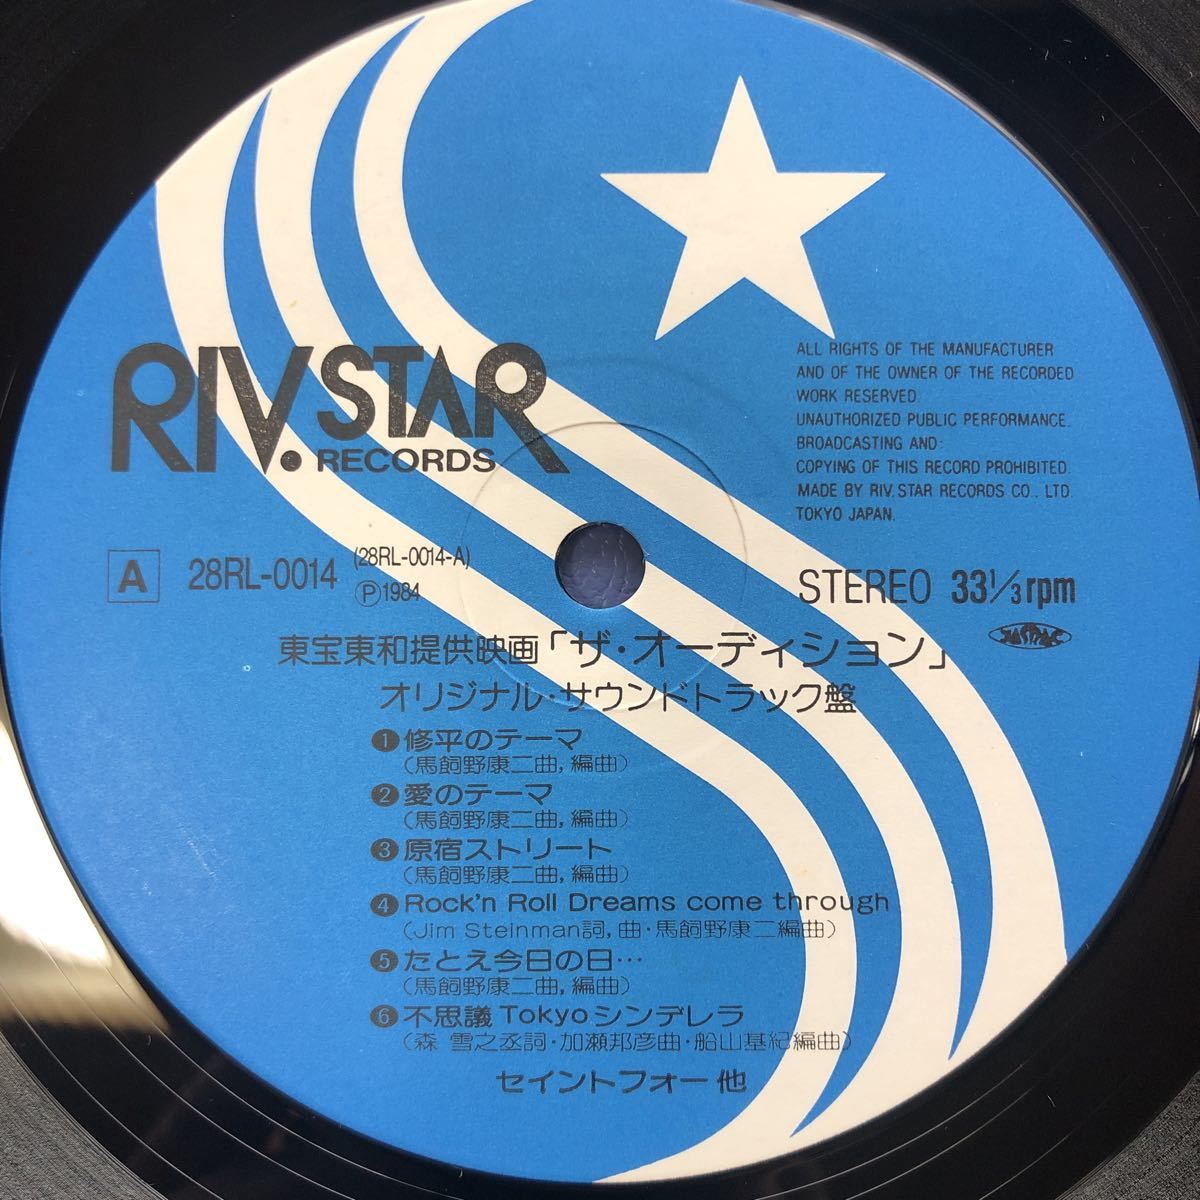 RIV. STAR
RECORDS
ALL RIGHTS OF THE MANUFACTURER
AND OF THE OWNER OF THE RECORDED
WORK RESERVED.
UNAUTHORIZED PUBLIC PERFORMANCE.
BROADCASTING AND:
COPYING OF THIS RECORD PROHIBITED.
MADE BY RIV. STAR RECORDS CO., LTD.
TOKYO JAPAN.
A 28RL-0014 (28RL-0014-A)
Ⓟ1984
STEREO 33⅓rpm
JASRAC
東宝東和提供映画「ザ・オーディション」
オリジナル・サウンドトラック盤
❶修平のテーマ
(馬飼野康二曲,編曲)
❷愛のテーマ
(馬飼野康二曲,編曲)
❸原宿ストリート
(馬飼野康二曲,編曲)
❹Rock'n Roll Dreams come through
(Jim Steinman詞,曲・馬飼野康二編曲)
❺たとえ今日の日…
(馬飼野康二曲,編曲)
❻不思議Tokyoシンデレラ
(森 雪之丞詞・加瀬邦彦曲・船山基紀編曲)
セイントフォー 他